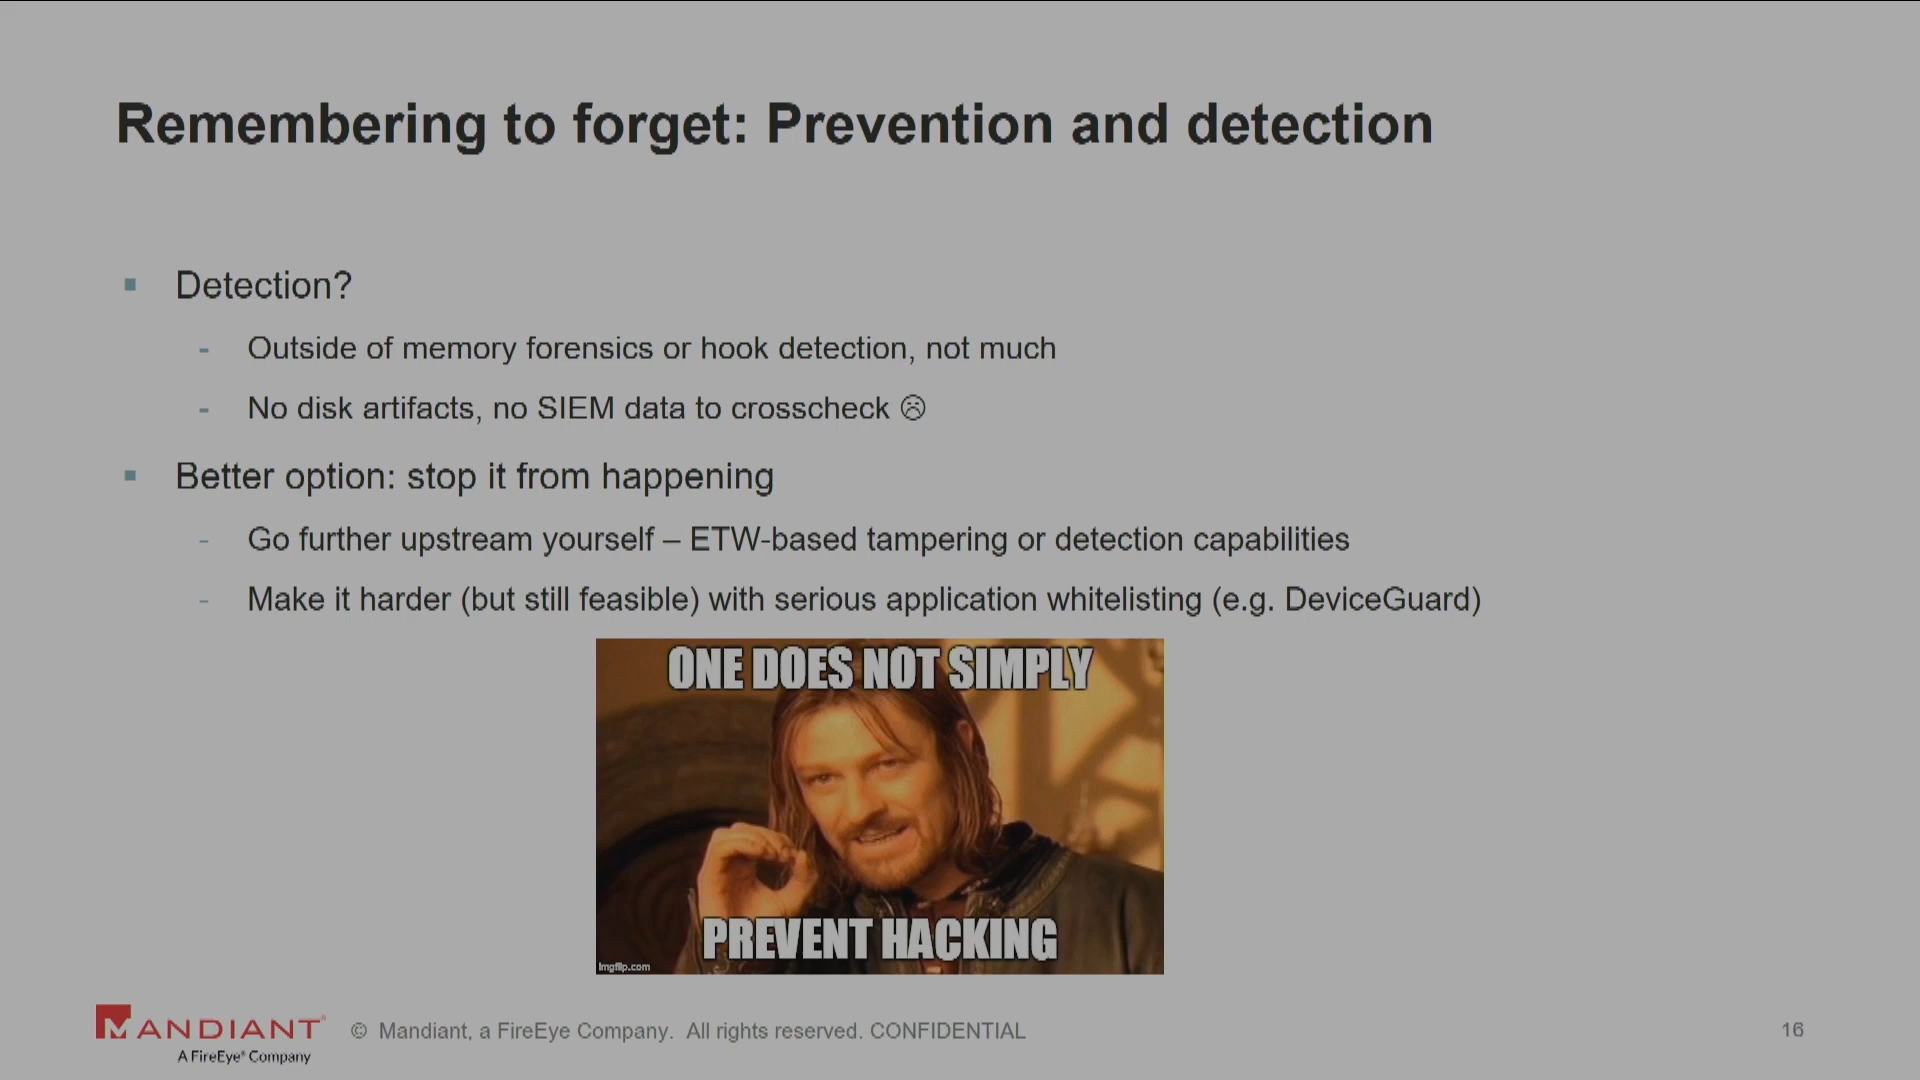 Remembering to forget: Prevention and detection
Detection?
- Outside of memory forensics or hook detection, not much
- No disk artifacts, no SIEM data to crosscheck ☹
Better option: stop it from happening
- Go further upstream yourself – ETW-based tampering or detection capabilities
- Make it harder (but still feasible) with serious application whitelisting (e.g. DeviceGuard)
ONE DOES NOT SIMPLY
PREVENT HACKING
imgflip.com
MANDIANT®
A FireEye® Company
© Mandiant, a FireEye Company. All rights reserved. CONFIDENTIAL
16